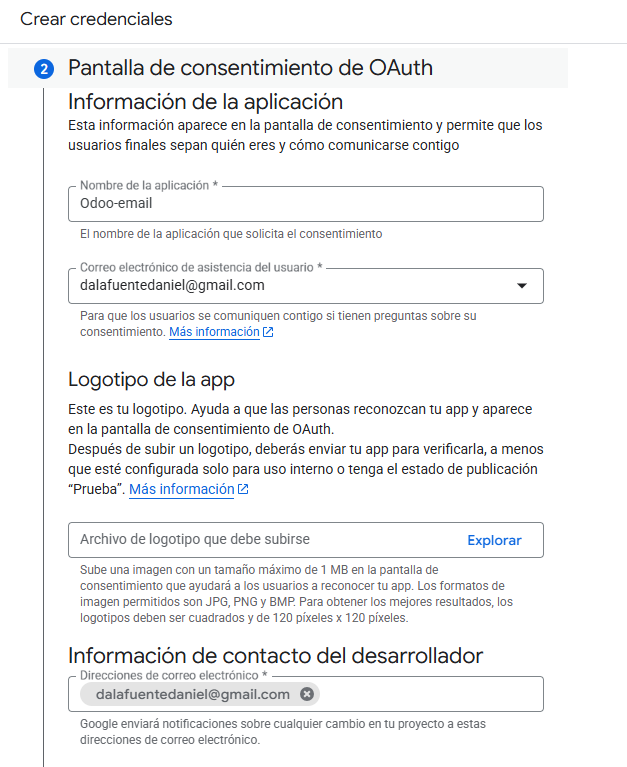 Crear credenciales
2 Pantalla de consentimiento de OAuth
Información de la aplicación
Esta información aparece en la pantalla de consentimiento y permite que los
usuarios finales sepan quién eres y cómo comunicarse contigo
Nombre de la aplicación *
Odoo-email
El nombre de la aplicación que solicita el consentimiento
Correo electrónico de asistencia del usuario *
dalafuentedaniel@gmail.com
Para que los usuarios se comuniquen contigo si tienen preguntas sobre su
consentimiento. Más información
Logotipo de la app
Este es tu logotipo. Ayuda a que las personas reconozcan tu app y aparece
en la pantalla de consentimiento de OAuth.
Después de subir un logotipo, deberás enviar tu app para verificarla, a menos
que esté configurada solo para uso interno o tenga el estado de publicación
“Prueba”. Más información
Archivo de logotipo que debe subirse Explorar
Sube una imagen con un tamaño máximo de 1 MB en la pantalla de
consentimiento que ayudará a los usuarios a reconocer tu app. Los formatos de
imagen permitidos son JPG, PNG y BMP. Para obtener los mejores resultados, los
logotipos deben ser cuadrados y de 120 píxeles x 120 píxeles.
Información de contacto del desarrollador
Direcciones de correo electrónico *
dalafuentedaniel@gmail.com
Google enviará notificaciones sobre cualquier cambio en tu proyecto a estas
direcciones de correo electrónico.